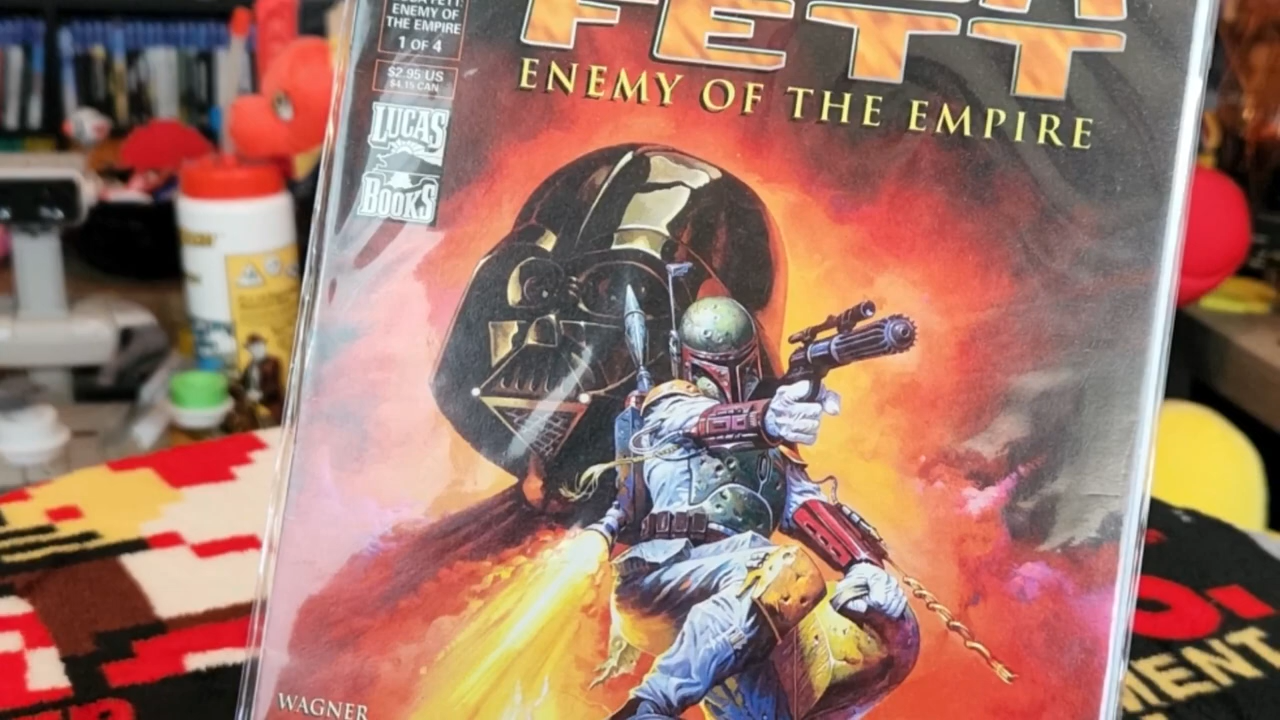 ENEMY OF
THE EMPIRE
1 OF 4
$2.95 US
$4.15 CAN
LUCAS
BOOKS
FETT
ENEMY OF THE EMPIRE
WAGNER
MENT